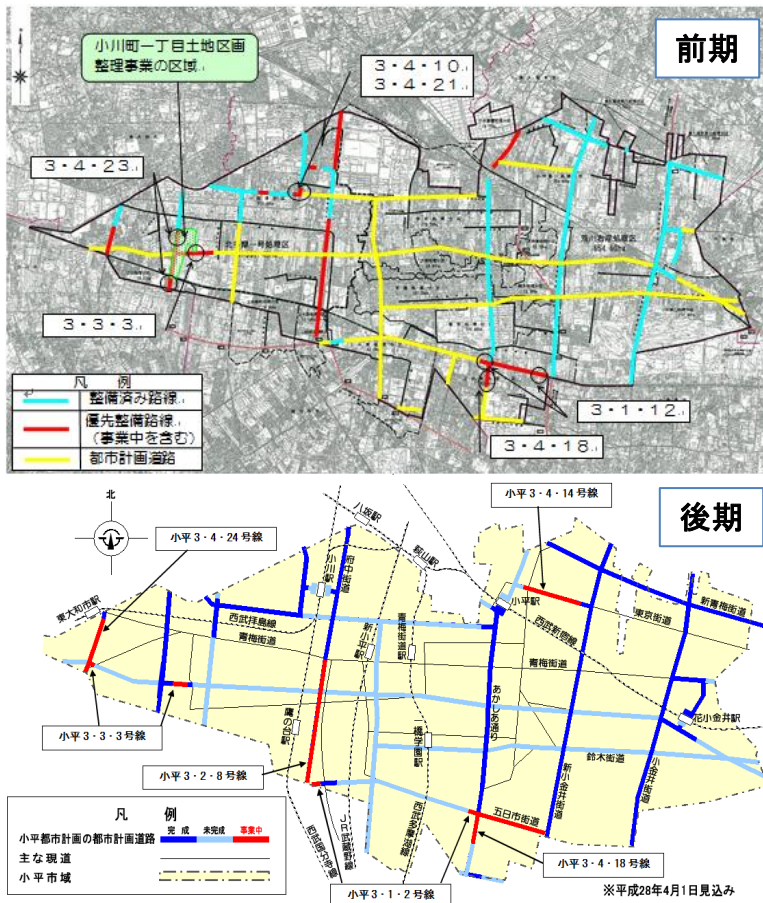 前期
小川町一丁目土地区画
整理事業の区域
3・4・10
3・4・21
3・4・23
3・3・3
3・1・12
3・4・18
凡 例
整備済み路線
優先整備路線
(事業中を含む)
都市計画道路
後期
北
小平3・4・14号線
小平3・4・24号線
八坂駅
萩山駅
小川駅
府中街道
小平駅
東大和市駅
西武拝島線
青梅街道
新小平駅
青梅街道駅
西武新宿線
東京街道
新青梅街道
青梅街道
あかしあ通り
花小金井駅
小平3・3・3号線
鷹の台駅
一橋学園駅
鈴木街道
新小金井街道
小金井街道
小平3・2・8号線
五日市街道
凡 例
小平都市計画の都市計画道路
完 成
未完成
事業中
主な現道
小平市域
西武国分寺線
JR武蔵野線
西武多摩湖線
小平3・4・18号線
小平3・1・2号線
※平成28年4月1日見込み